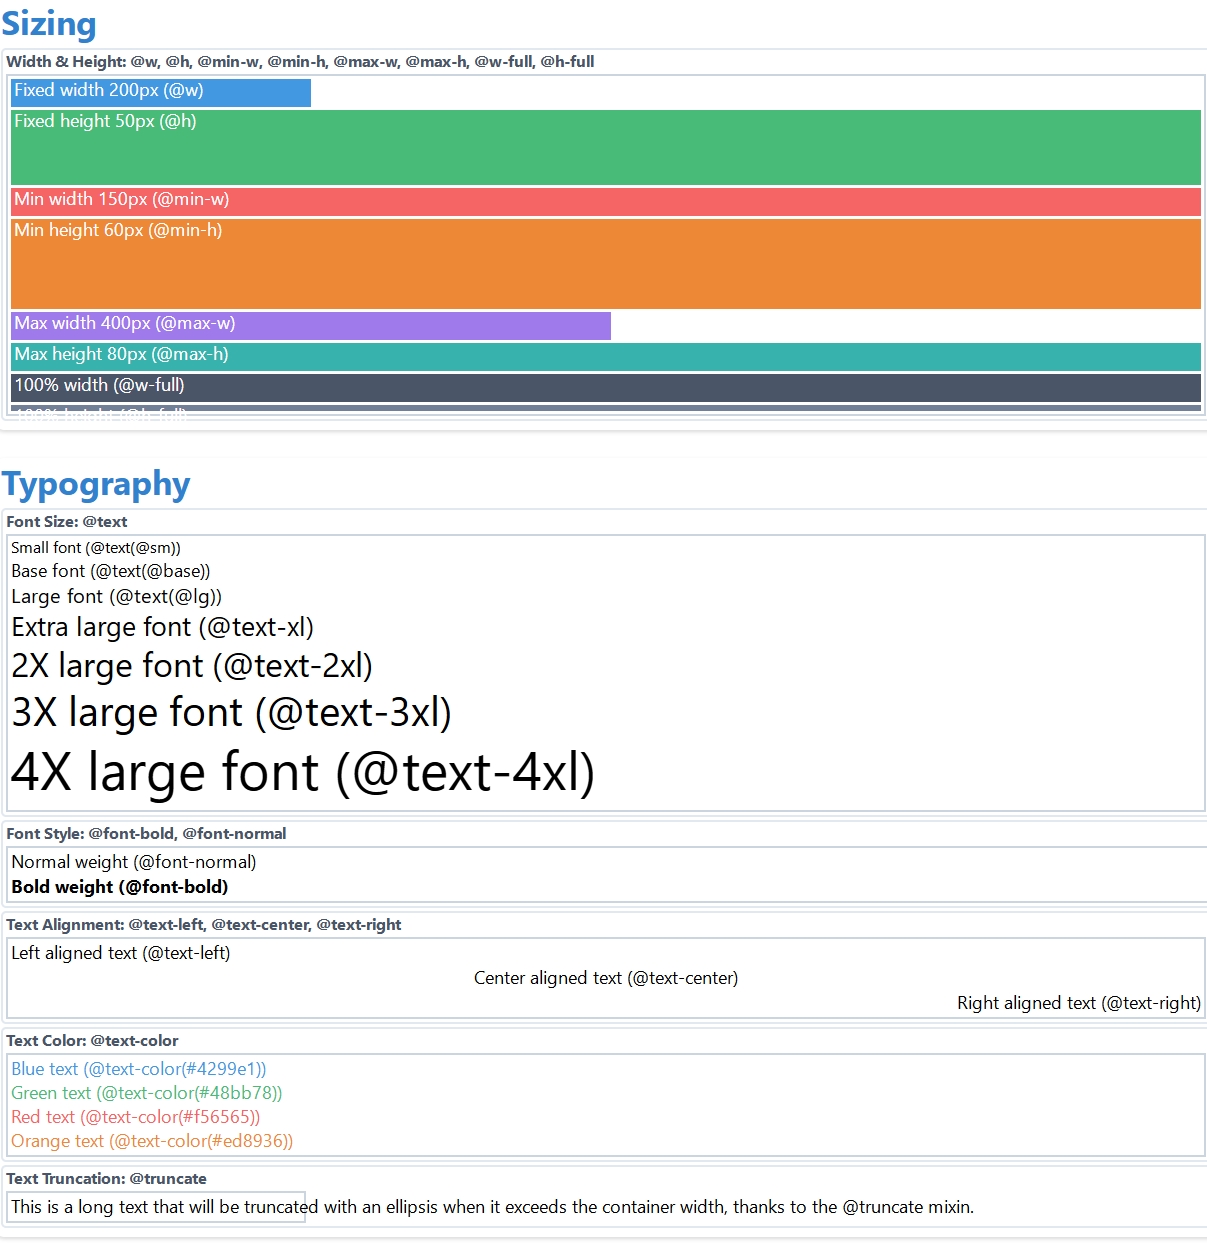 Sizing
Width & Height: @w, @h, @min-w, @min-h, @max-w, @max-h, @w-full, @h-full
Fixed width 200px (@w)
Fixed height 50px (@h)
Min width 150px (@min-w)
Min height 60px (@min-h)
Max width 400px (@max-w)
Max height 80px (@max-h)
100% width (@w-full)
100% height (@h-full)
Typography
Font Size: @text
Small font (@text(@sm))
Base font (@text(@base))
Large font (@text(@lg))
Extra large font (@text-xl)
2X large font (@text-2xl)
3X large font (@text-3xl)
4X large font (@text-4xl)
Font Style: @font-bold, @font-normal
Normal weight (@font-normal)
Bold weight (@font-bold)
Text Alignment: @text-left, @text-center, @text-right
Left aligned text (@text-left)
Center aligned text (@text-center)
Right aligned text (@text-right)
Text Color: @text-color
Blue text (@text-color(#4299e1))
Green text (@text-color(#48bb78))
Red text (@text-color(#f56565))
Orange text (@text-color(#ed8936))
Text Truncation: @truncate
This is a long text that will be truncated with an ellipsis when it exceeds the container width, thanks to the @truncate mixin.